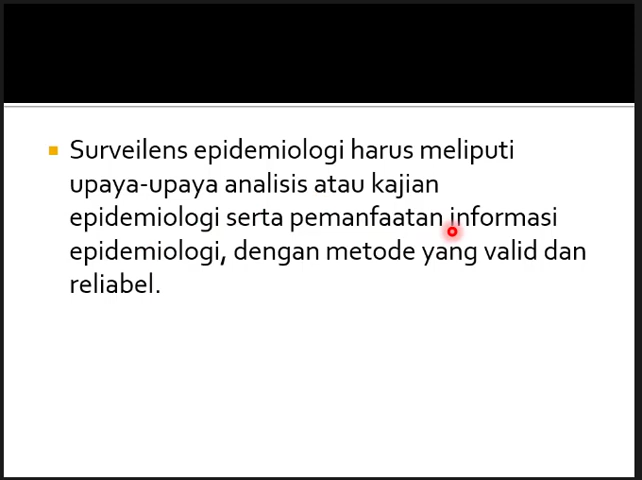 Surveilens epidemiologi harus meliputi
upaya-upaya analisis atau kajian
epidemiologi serta pemanfaatan informasi
epidemiologi, dengan metode yang valid dan
reliabel.